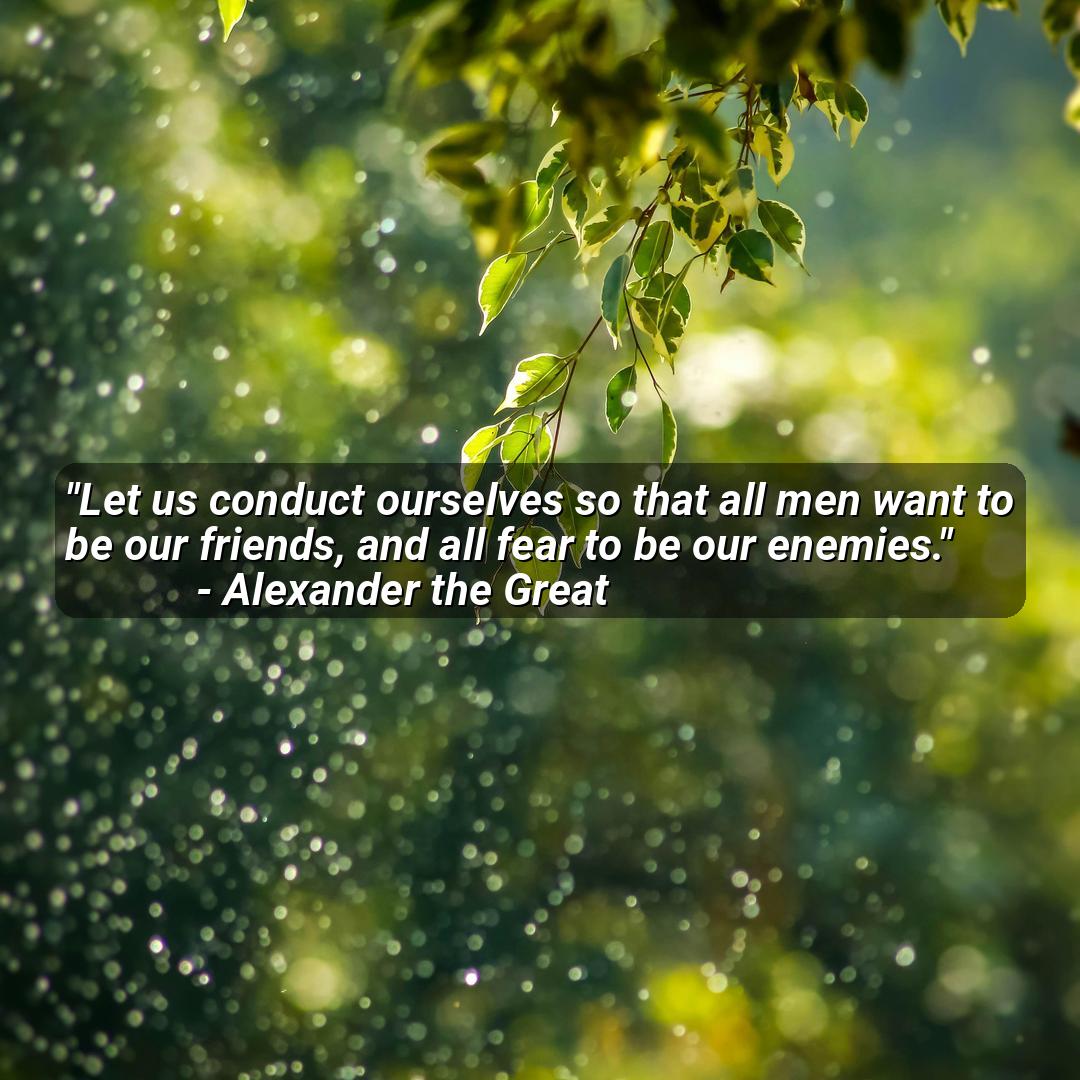 "Let us conduct ourselves so that all men want to
be our friends, and all fear to be our enemies."
- Alexander the Great